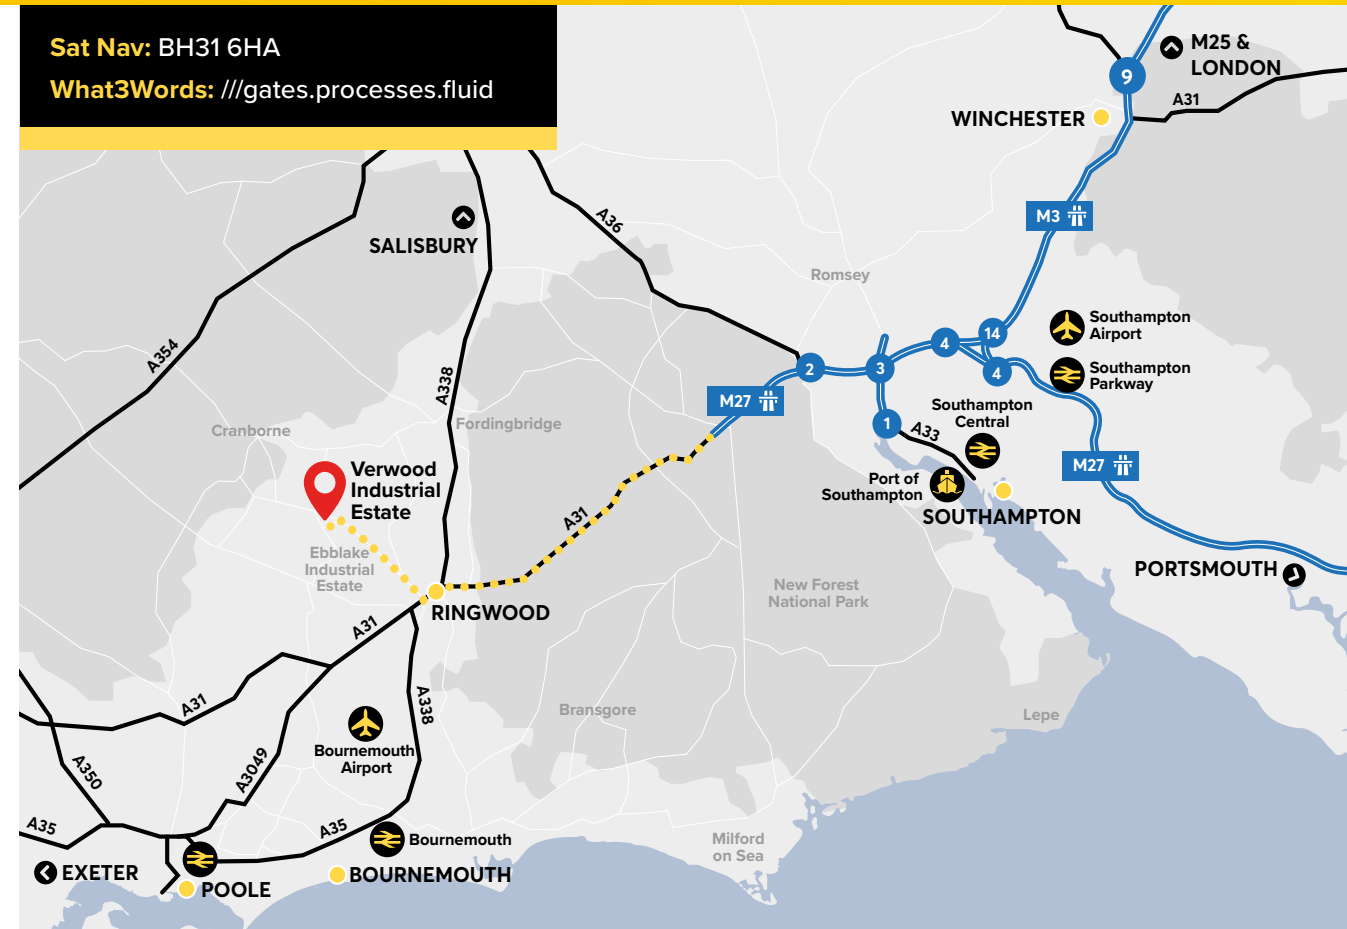 Sat Nav: BH31 6HA
What3Words: ///gates.processes.fluid
M25 &
LONDON
9
A31
WINCHESTER
M3
A36
SALISBURY
Romsey
Southampton
Airport
14
4
4
3
2
A354
Southampton
Parkway
A338
M27
Southampton
Central
Cranborne
Fordingbridge
1
A33
M27
Verwood
Industrial
Estate
Port of
Southampton
SOUTHAMPTON
A31
Ebblake
Industrial
Estate
PORTSMOUTH
New Forest
National Park
RINGWOOD
A31
A31
A338
Bransgore
Lepe
Bournemouth
Airport
A350
A3049
A35
A35
Bournemouth
Milford
on Sea
EXETER
POOLE
BOURNEMOUTH